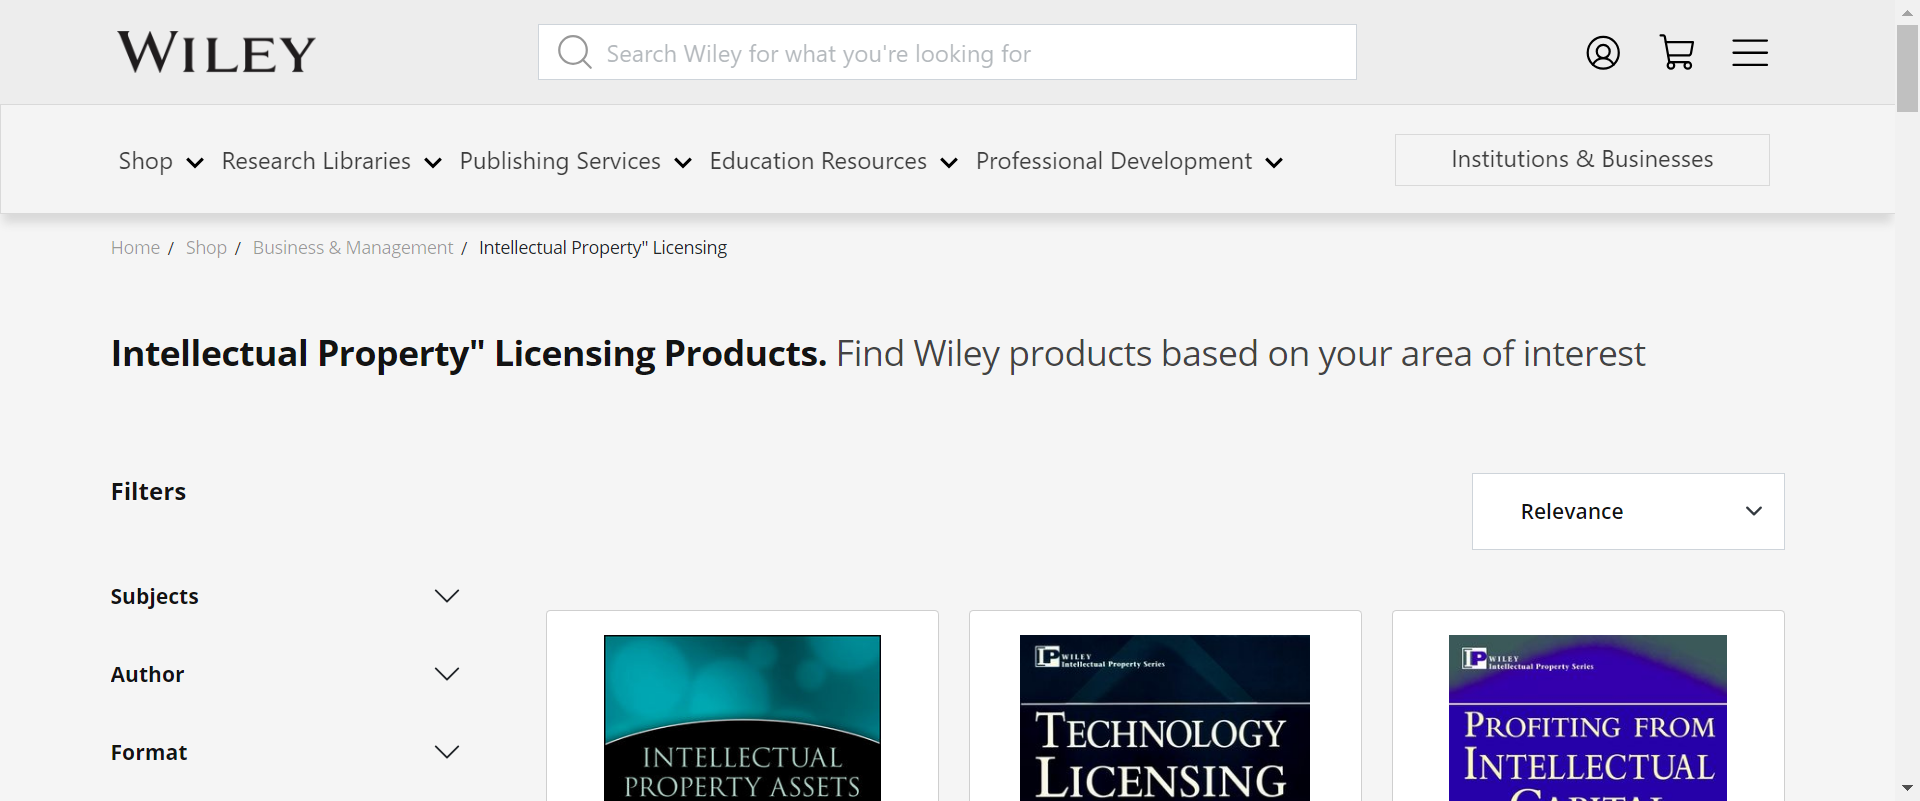 WILEY
Search Wiley for what you're looking for
Shop Research Libraries Publishing Services Education Resources Professional Development Institutions & Businesses
Home / Shop / Business & Management / Intellectual Property" Licensing
Intellectual Property" Licensing Products. Find Wiley products based on your area of interest
Filters
Relevance
Subjects
Author
Format
INTELLECTUAL
PROPERTY ASSETS
IP WILEY
Intellectual Property Series
TECHNOLOGY
LICENSING
IP WILEY
Intellectual Property Series
PROFITING FROM
INTELLECTUAL
CAPITAL